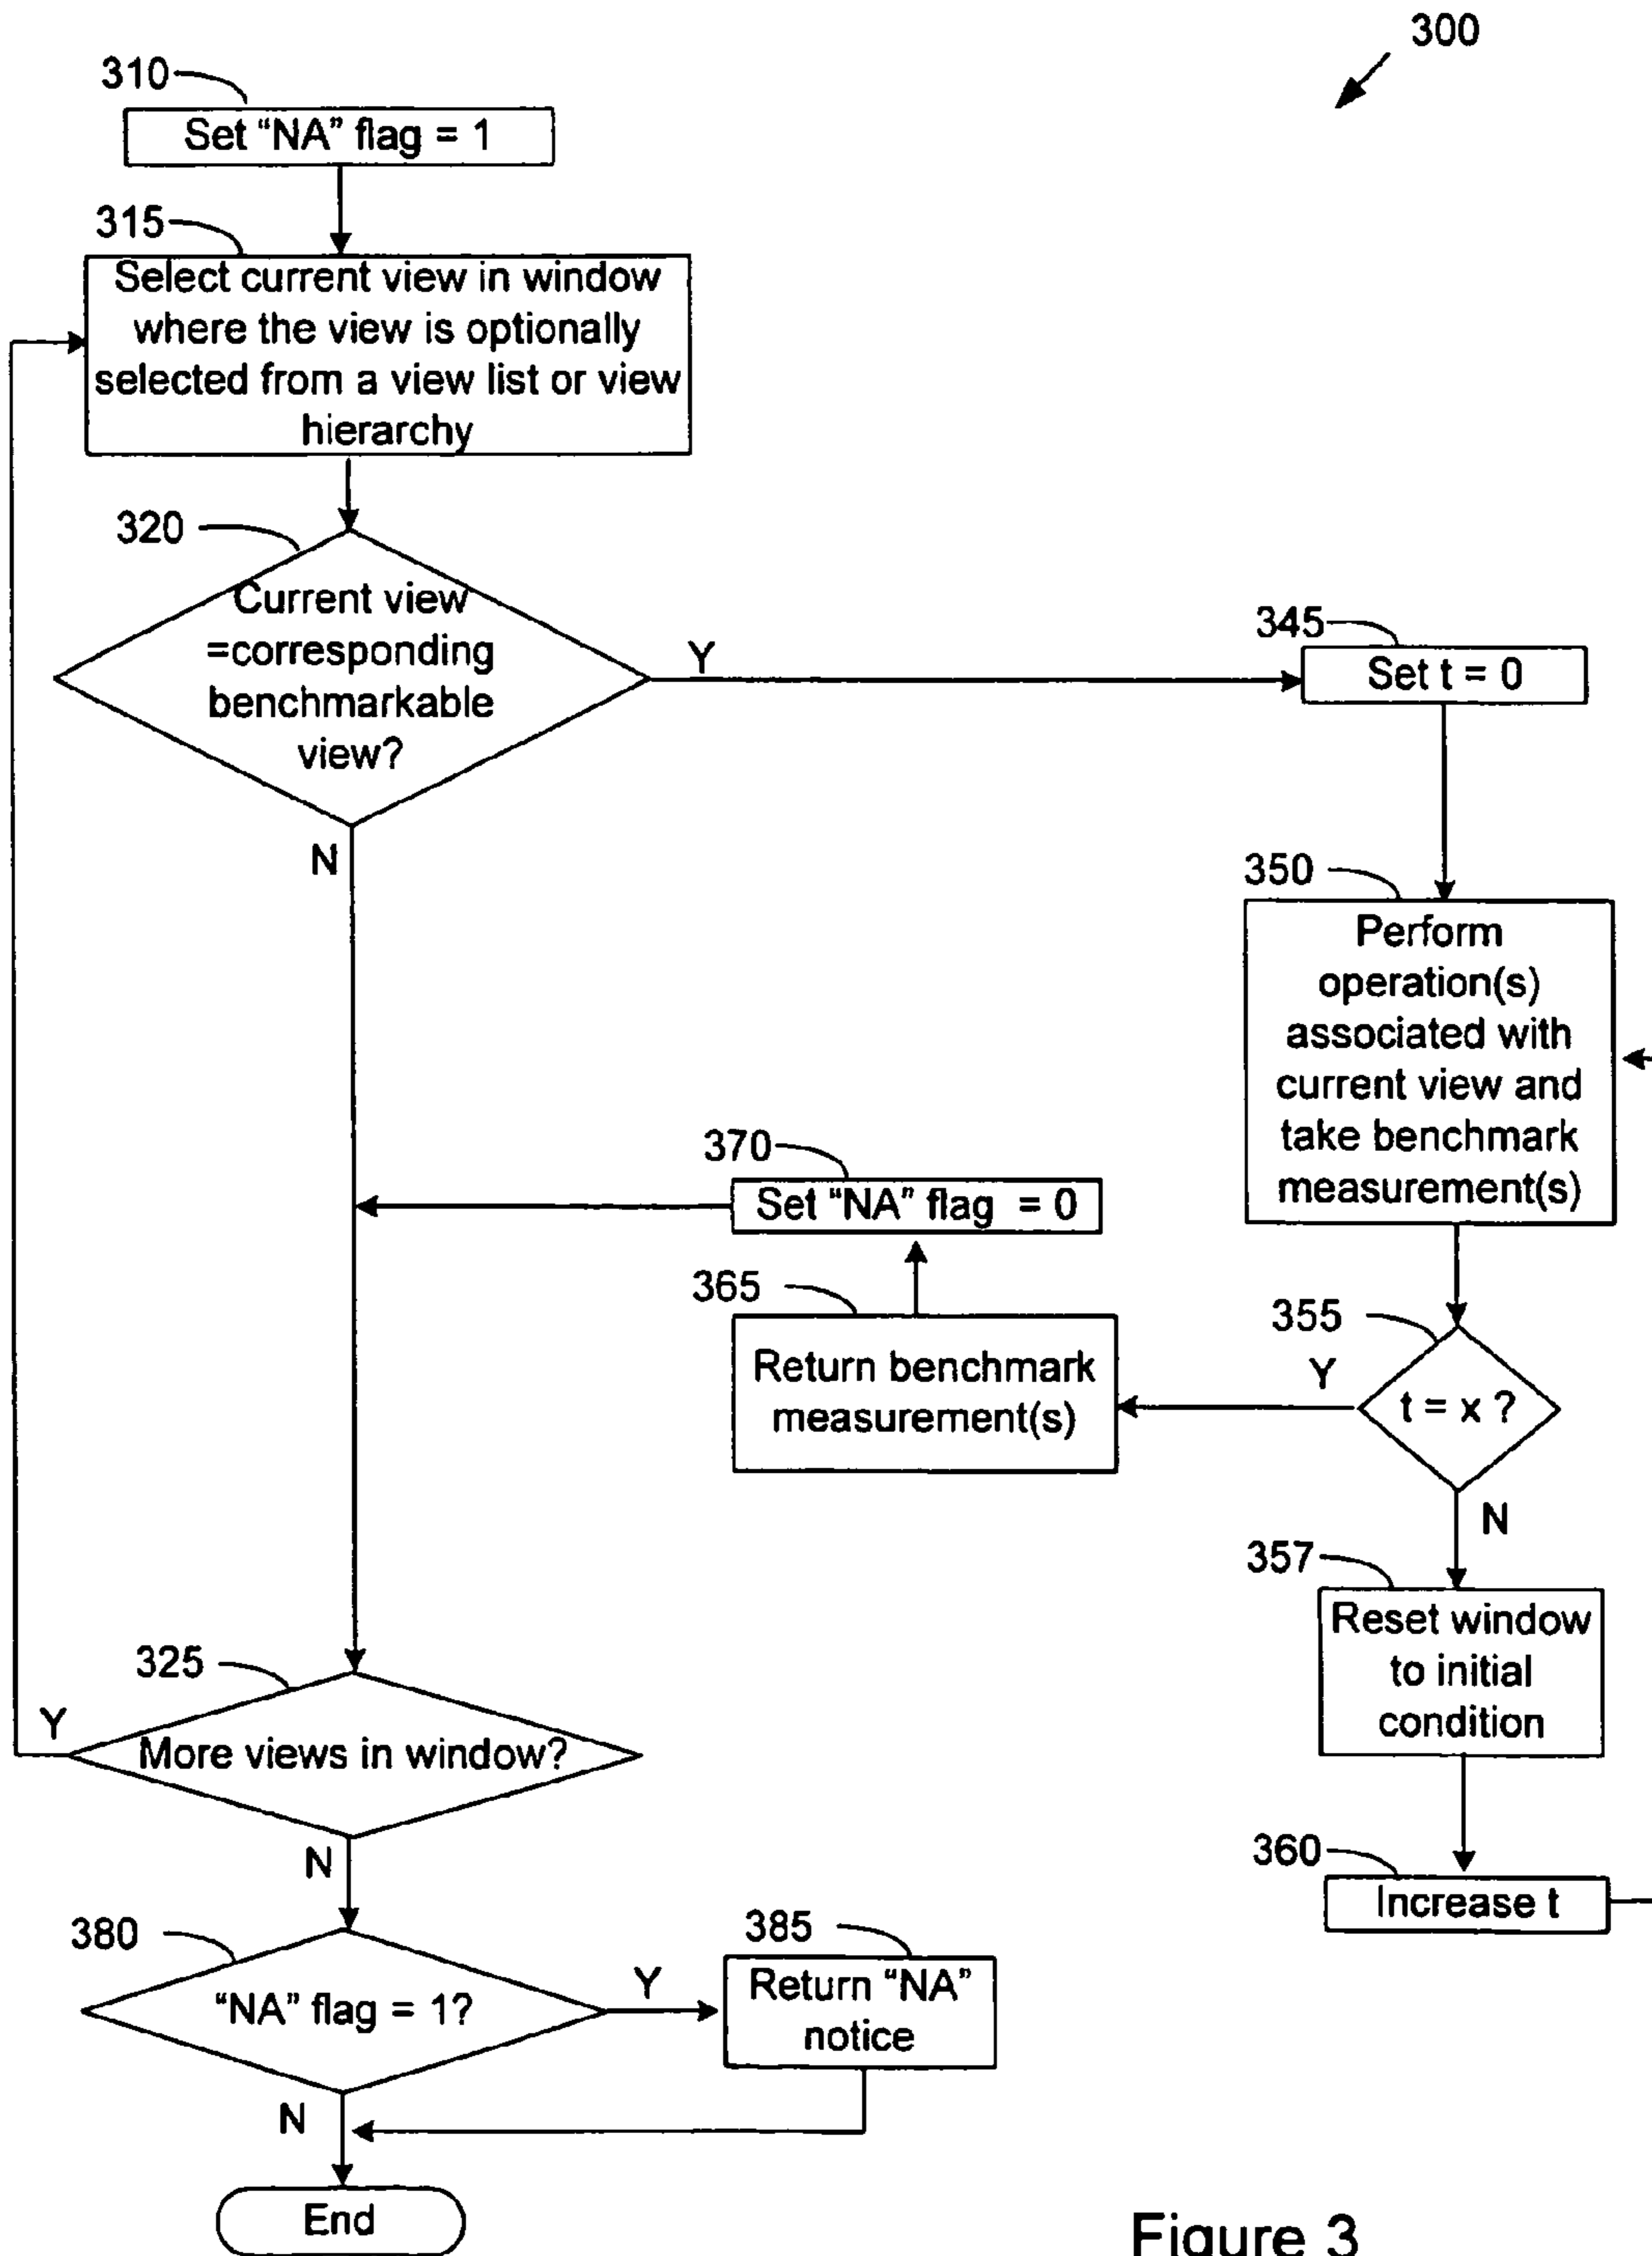 300
310
Set “NA” flag = 1
315
Select current view in window
where the view is optionally
selected from a view list or view
hierarchy
320
Current view
=corresponding
benchmarkable
view?
Y
N
345
Set t = 0
350
Perform
operation(s)
associated with
current view and
take benchmark
measurement(s)
355
t = x ?
Y
N
357
Reset window
to initial
condition
360
Increase t
365
Return benchmark
measurement(s)
370
Set “NA” flag = 0
325
More views in window?
Y
N
380
“NA” flag = 1?
Y
N
385
Return “NA”
notice
End
Figure 3